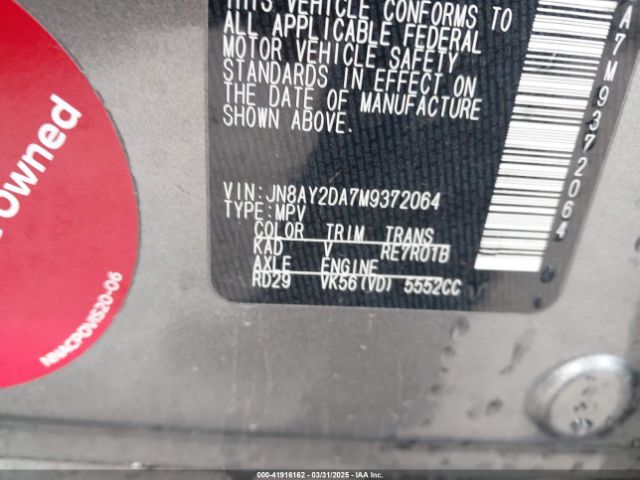 THIS VEHICLE CONFORMS TO
ALL APPLICABLE FEDERAL
MOTOR VEHICLE SAFETY
STANDARDS IN EFFECT ON
THE DATE OF MANUFACTURE
SHOWN ABOVE.
VIN:JN8AY2DA7M9372064
TYPE:MPV
COLOR TRIM TRANS
KAD V RE7R01B
AXLE ENGINE
RD29 VK56(VD) 5552CC
A7M9372064
Owned
NNACPOVIS20-06
000-41916162 - 03/31/2025 - IAA, Inc.